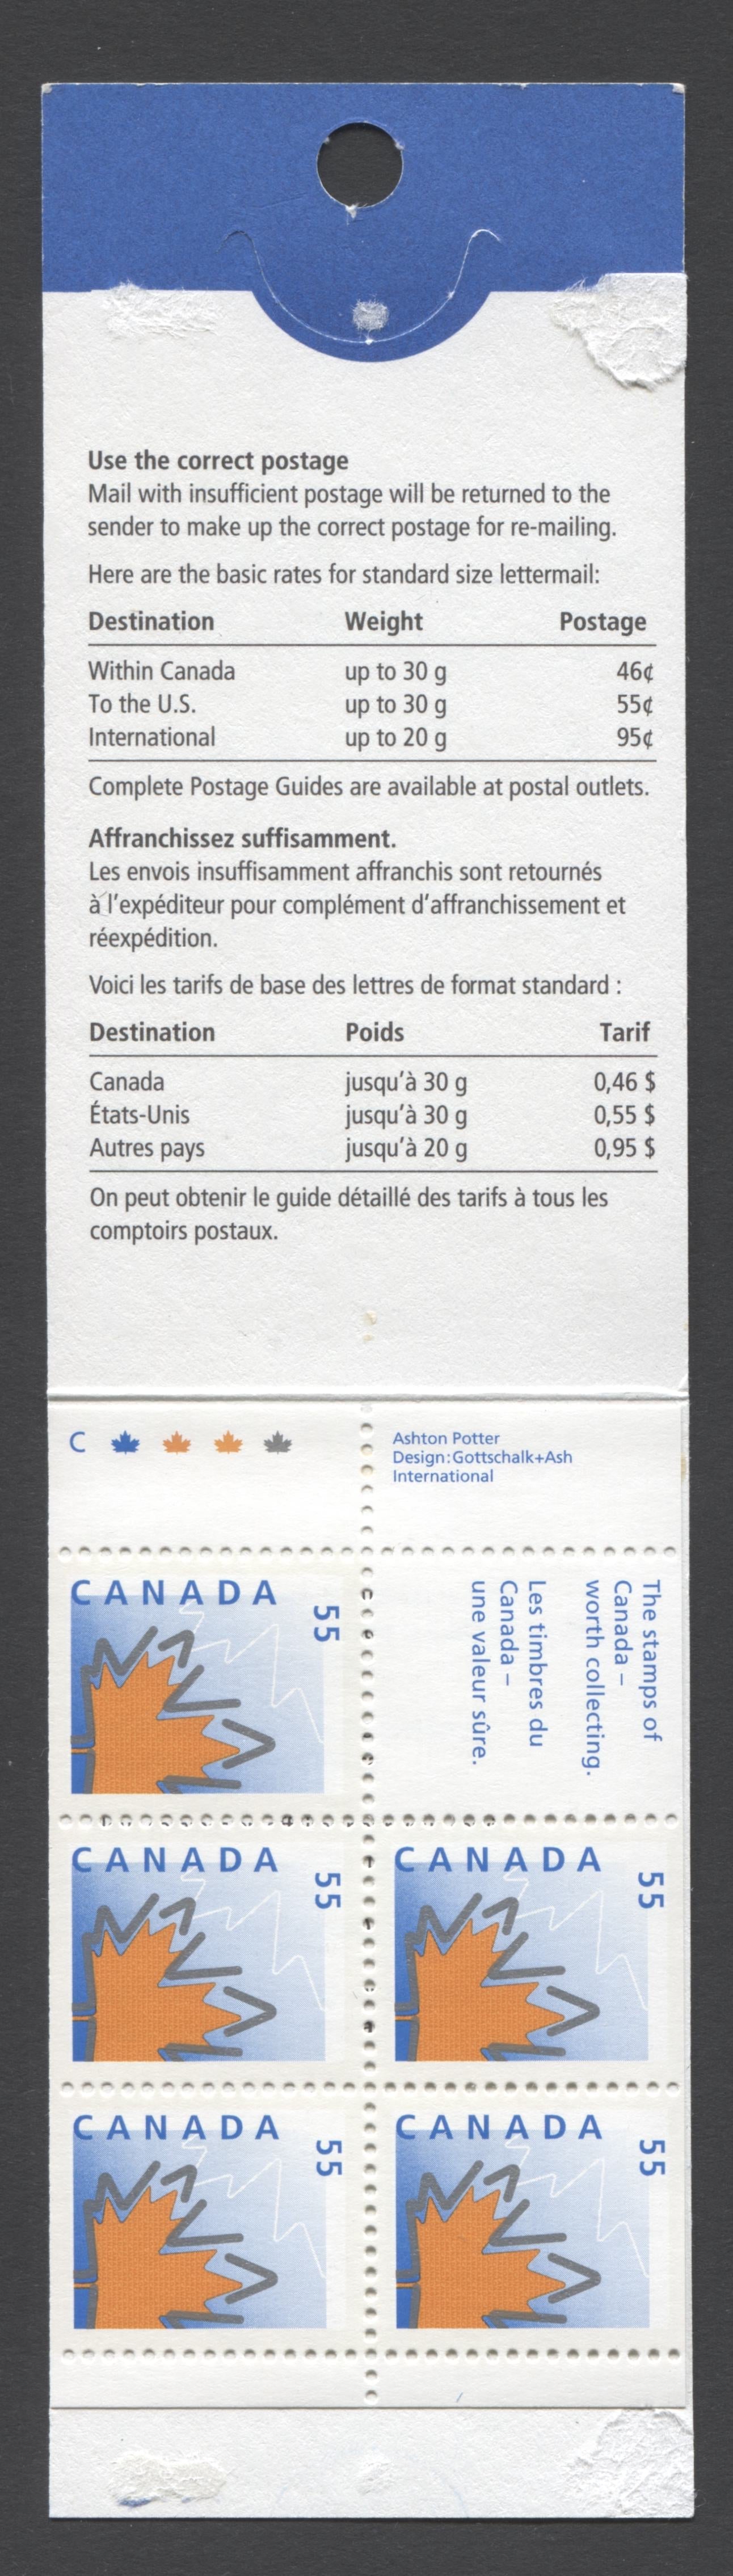 Use the correct postage
Mail with insufficient postage will be returned to the
sender to make up the correct postage for re-mailing.
Here are the basic rates for standard size lettermail:
Destination Weight Postage
Within Canada up to 30 g 46¢
To the U.S. up to 30 g 55¢
International up to 20 g 95¢
Complete Postage Guides are available at postal outlets.
Affranchissez suffisamment.
Les envois insuffisamment affranchis sont retournés
à l'expéditeur pour complément d'affranchissement et
réexpédition.
Voici les tarifs de base des lettres de format standard :
Destination Poids Tarif
Canada jusqu'à 30 g 0,46 $
États-Unis jusqu'à 30 g 0,55 $
Autres pays jusqu'à 20 g 0,95 $
On peut obtenir le guide détaillé des tarifs à tous les
comptoirs postaux.
C
Ashton Potter
Design:Gottschalk+Ash
International
CANADA
55
The stamps of
Canada –
worth collecting.
Les timbres du
Canada –
une valeur sûre.
CANADA
55
CANADA
55
CANADA
55
CANADA
55